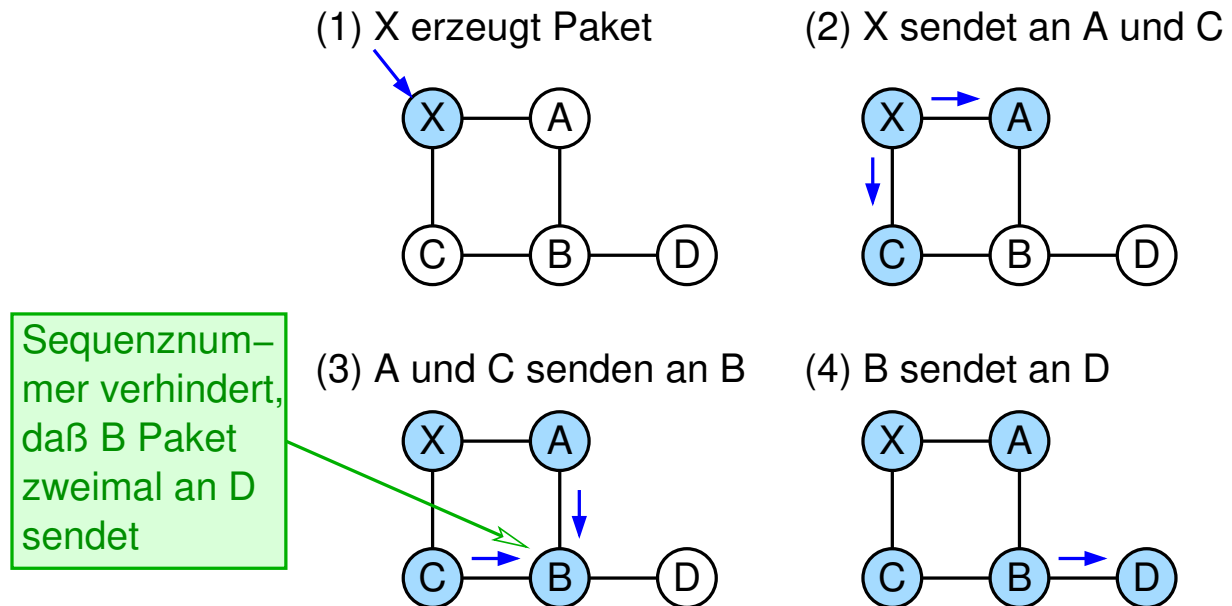 (1) X erzeugt Paket
X A
C B D
(2) X sendet an A und C
X A
C B D
Sequenznum–
mer verhindert,
daß B Paket
zweimal an D
sendet
(3) A und C senden an B
X A
C B D
(4) B sendet an D
X A
C B D